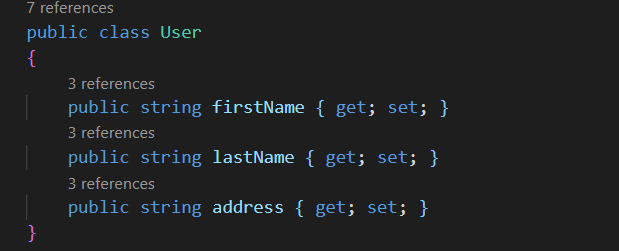 7 references
public class User
{
3 references
public string firstName { get; set; }
3 references
public string lastName { get; set; }
3 references
public string address { get; set; }
}